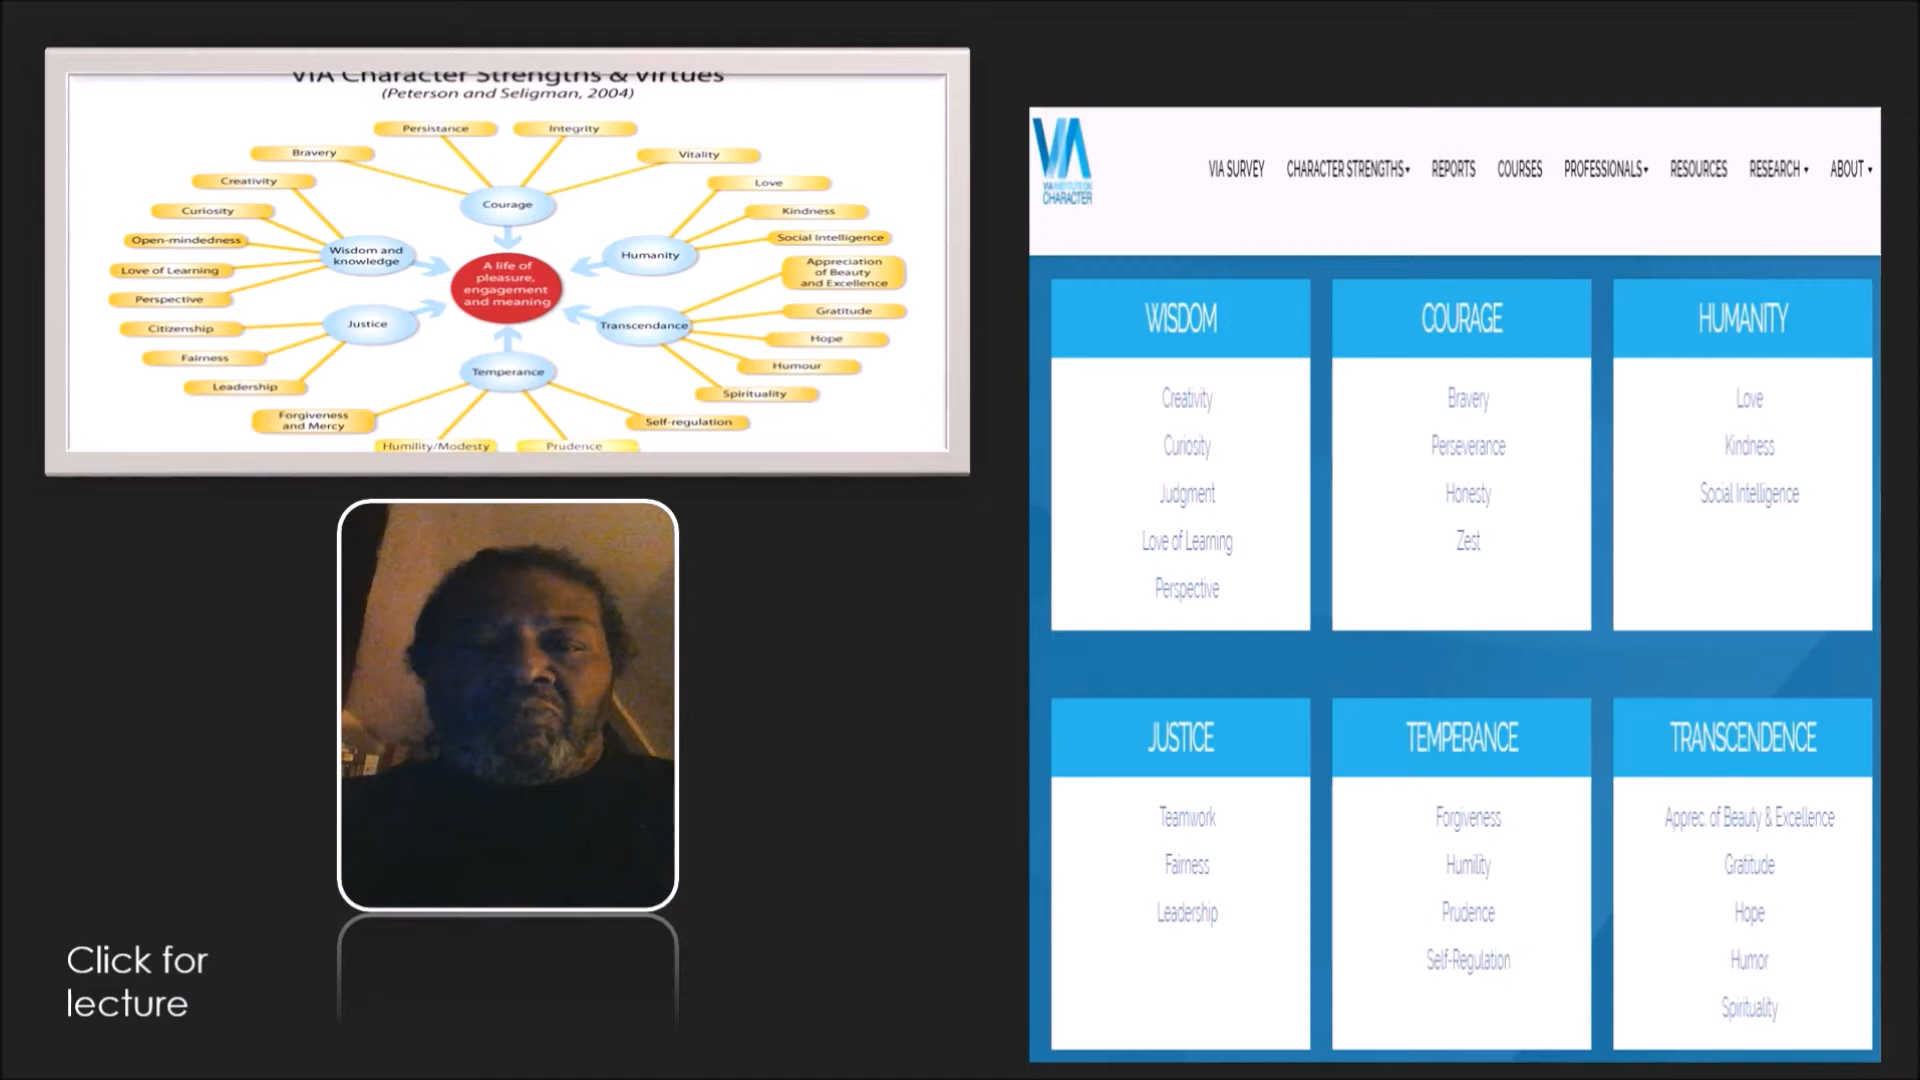 VIA Character Strengths & Virtues
(Peterson and Seligman, 2004)
Persistance
Integrity
Bravery
Vitality
Creativity
Love
Curiosity
Kindness
Open-mindedness
Social Intelligence
Love of Learning
Appreciation
of Beauty
and Excellence
Perspective
Gratitude
Citizenship
Hope
Fairness
Humour
Leadership
Spirituality
Forgiveness
and Mercy
Self-regulation
Humility/Modesty
Prudence
Courage
Wisdom and
knowledge
Humanity
Justice
Transcendance
Temperance
A life of
pleasure,
engagement
and meaning
Click for
lecture
VIA
VIA INSTITUTE ON
CHARACTER
VIA SURVEY CHARACTER STRENGTHS REPORTS COURSES PROFESSIONALS RESOURCES RESEARCH ABOUT
WISDOM
Creativity
Curiosity
Judgment
Love of Learning
Perspective
COURAGE
Bravery
Perseverance
Honesty
Zest
HUMANITY
Love
Kindness
Social Intelligence
JUSTICE
Teamwork
Fairness
Leadership
TEMPERANCE
Forgiveness
Humility
Prudence
Self-Regulation
TRANSCENDENCE
Apprec. of Beauty & Excellence
Gratitude
Hope
Humor
Spirituality